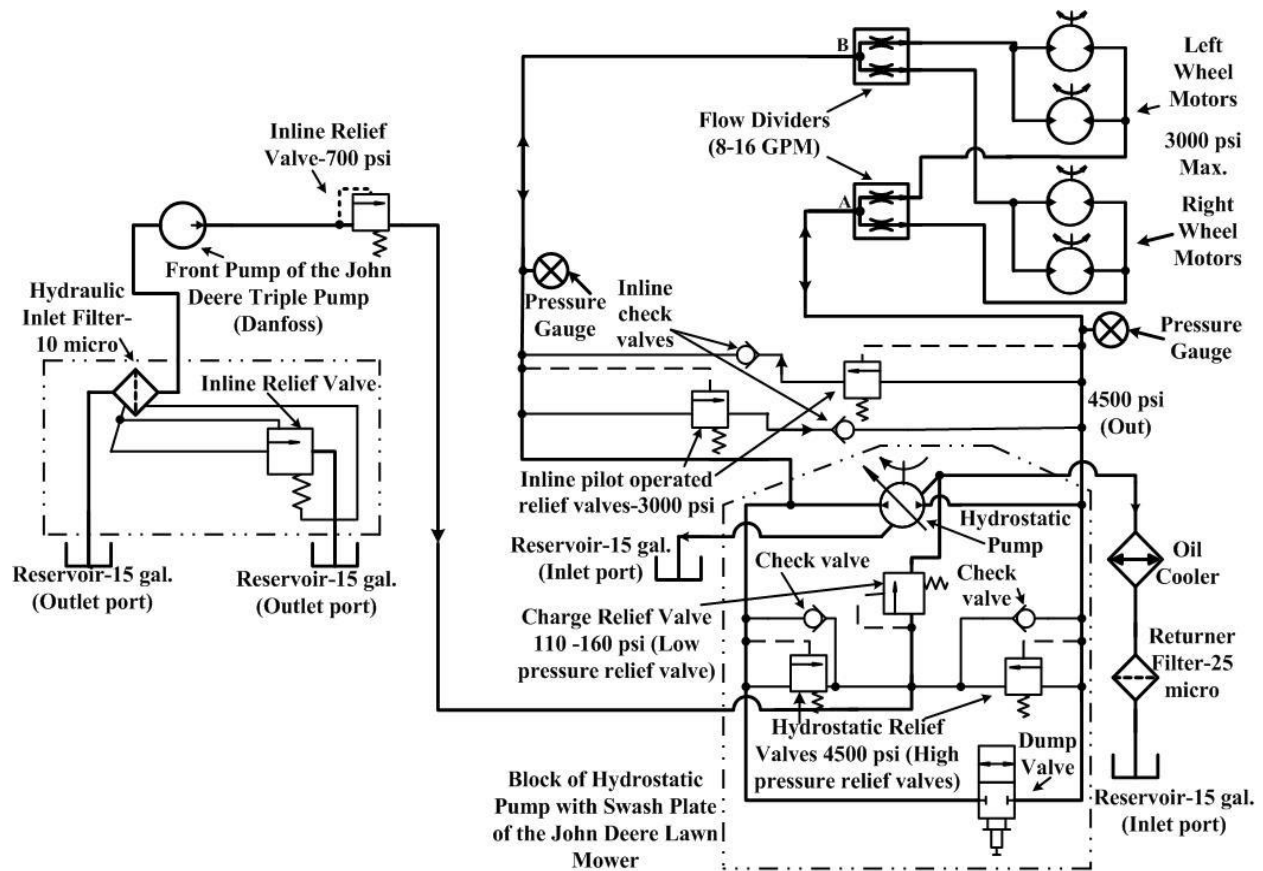 Inline Relief
Valve-700 psi
Front Pump of the John
Deere Triple Pump
(Danfoss)
Hydraulic
Inlet Filter-
10 micro
Inline Relief Valve
Reservoir-15 gal.
(Outlet port)
Reservoir-15 gal.
(Outlet port)
B
Flow Dividers
(8-16 GPM)
A
Left
Wheel
Motors
3000 psi
Max.
Right
Wheel
Motors
Pressure
Gauge
Inline
check
valves
Pressure
Gauge
4500 psi
(Out)
Inline pilot operated
relief valves-3000 psi
Reservoir-15 gal.
(Inlet port)
Hydrostatic
Pump
Check valve
Check
valve
Charge Relief Valve
110 -160 psi (Low
pressure relief valve)
Oil
Cooler
Returner
Filter-25
micro
Hydrostatic Relief
Valves 4500 psi (High
pressure relief valves)
Dump
Valve
Block of Hydrostatic
Pump with Swash Plate
of the John Deere Lawn
Mower
Reservoir-15 gal.
(Inlet port)